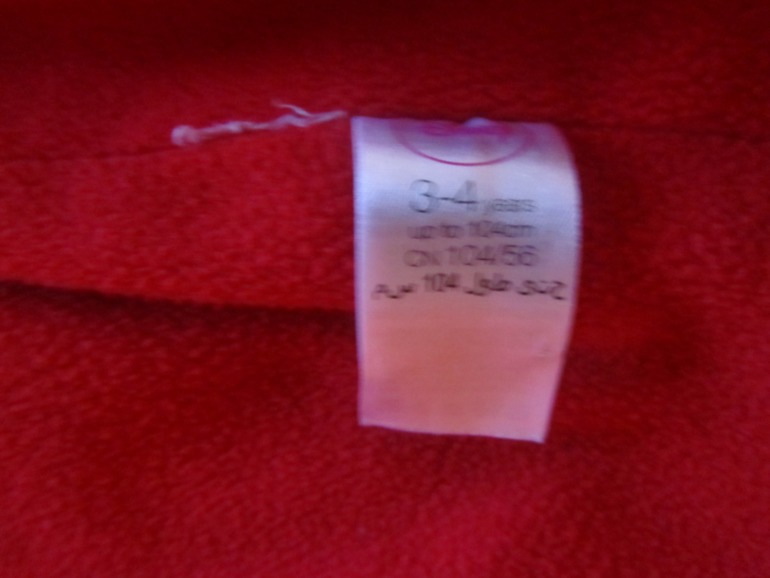 3-4 years
up to 104cm
CN 104/56
حتى طول 104 سم